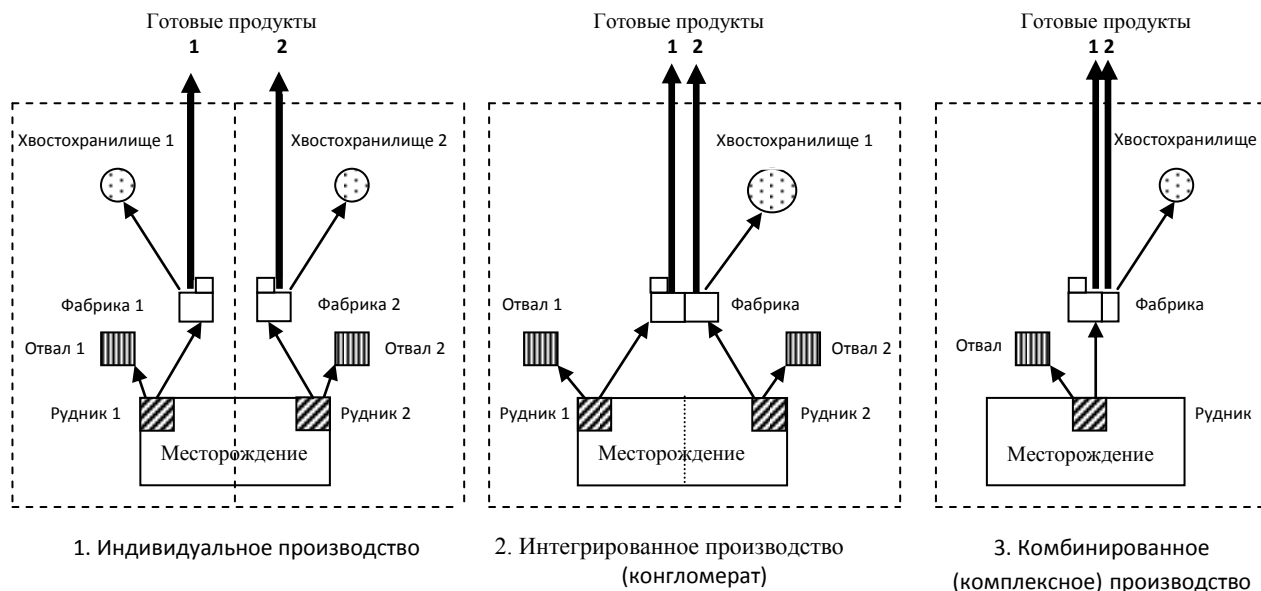 Готовые продукты
1
2
Хвостохранилище 1
Хвостохранилище 2
Фабрика 1
Фабрика 2
Отвал 1
Отвал 2
Рудник 1
Рудник 2
Месторождение
1. Индивидуальное производство
Готовые продукты
1 2
Хвостохранилище 1
Отвал 1
Фабрика
Отвал 2
Рудник 1
Рудник 2
Месторождение
2. Интегрированное производство
(конгломерат)
Готовые продукты
1 2
Хвостохранилище
Фабрика
Отвал
Рудник
Месторождение
3. Комбинированное
(комплексное) производство